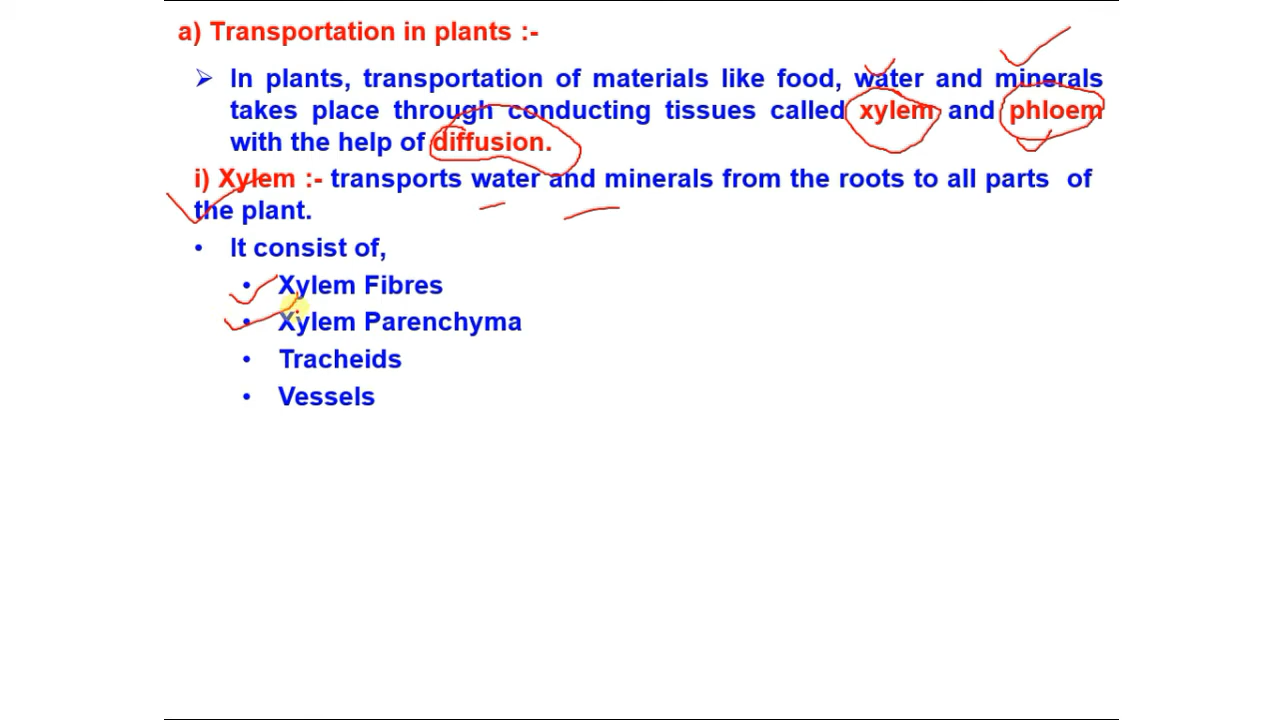 a) Transportation in plants :-
➢ In plants, transportation of materials like food, water and minerals
takes place through conducting tissues called xylem and phloem
with the help of diffusion.
i) Xylem :- transports water and minerals from the roots to all parts of
the plant.
• It consist of,
• Xylem Fibres
• Xylem Parenchyma
• Tracheids
• Vessels